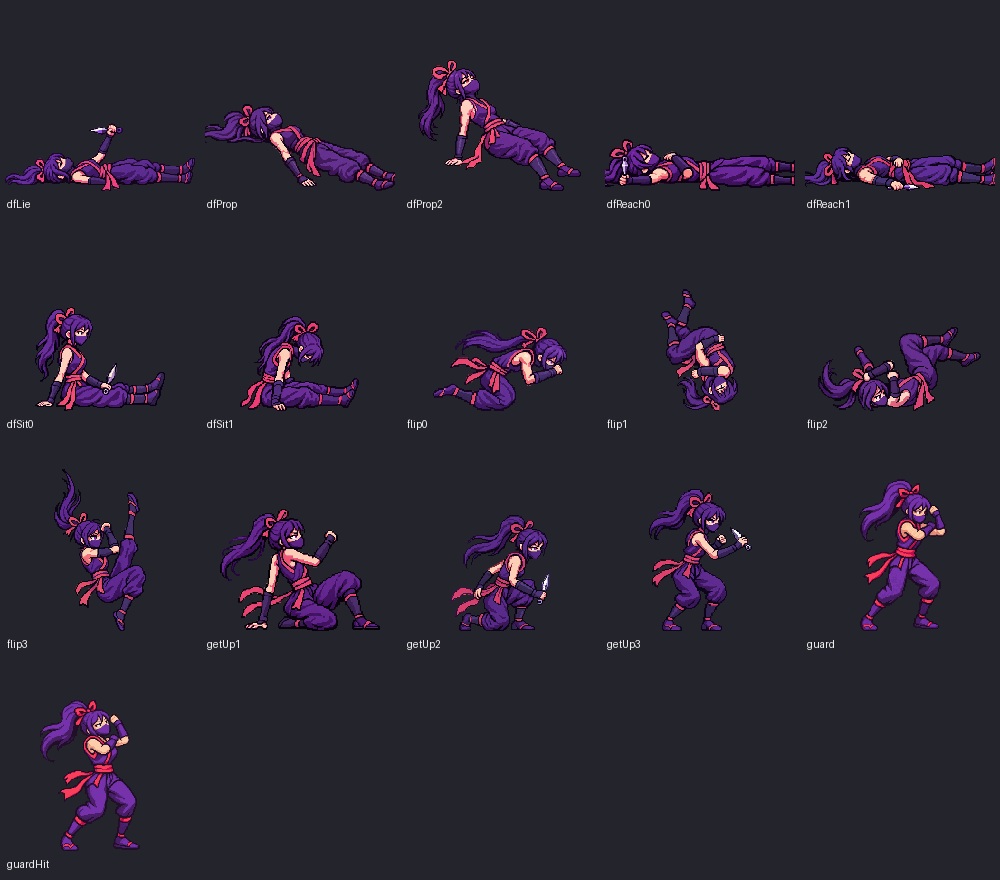 dfLie
dfProp
dfProp2
dfReach0
dfReach1
dfSit0
dfSit1
flip0
flip1
flip2
flip3
getUp1
getUp2
getUp3
guard
guardHit